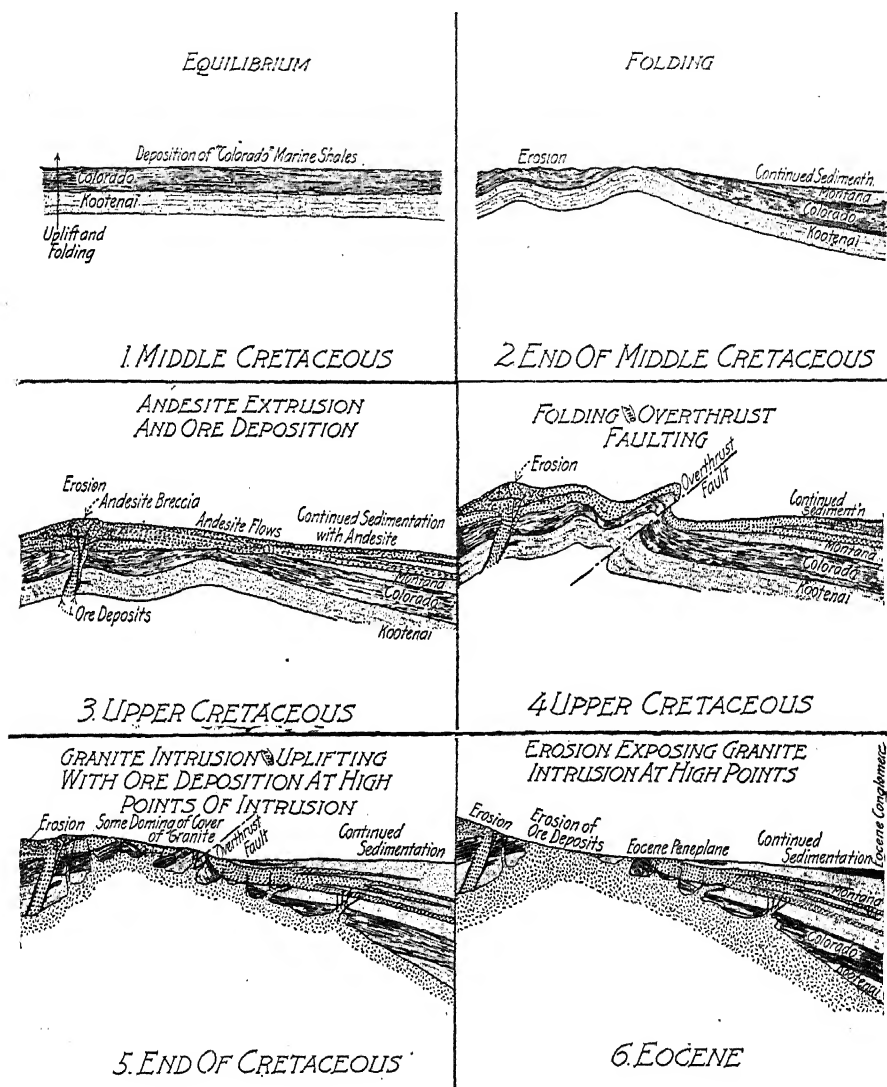 EQUILIBRIUM
Deposition of "Colorado" Marine Shales
Colorado
Kootenai
Uplift and
Folding
1. MIDDLE CRETACEOUS
FOLDING
Erosion
Continued Sediment'n.
Montana
Colorado
Kootenai
2. END OF MIDDLE CRETACEOUS
ANDESITE EXTRUSION
AND ORE DEPOSITION
Erosion
Andesite Breccia
Andesite Flows
Continued Sedimentation
with Andesite
Montana
Colorado
Kootenai
Ore Deposits
3. UPPER CRETACEOUS
FOLDING AND OVERTHRUST
FAULTING
Erosion
Overthrust
Fault
Continued
Sediment'n
Montana
Colorado
Kootenai
4 UPPER CRETACEOUS
GRANITE INTRUSION AND UPLIFTING
WITH ORE DEPOSITION AT HIGH
POINTS OF INTRUSION
Erosion
Some Doming of Cover
of Granite
Overthrust
Fault
Continued
Sedimentation
5. END OF CRETACEOUS
EROSION EXPOSING GRANITE
INTRUSION AT HIGH POINTS
Erosion
Erosion of
Ore Deposits
Eocene Peneplane
Continued
Sedimentation
Eocene Conglomerate
Montana
Colorado
Kootenai
6. EOCENE